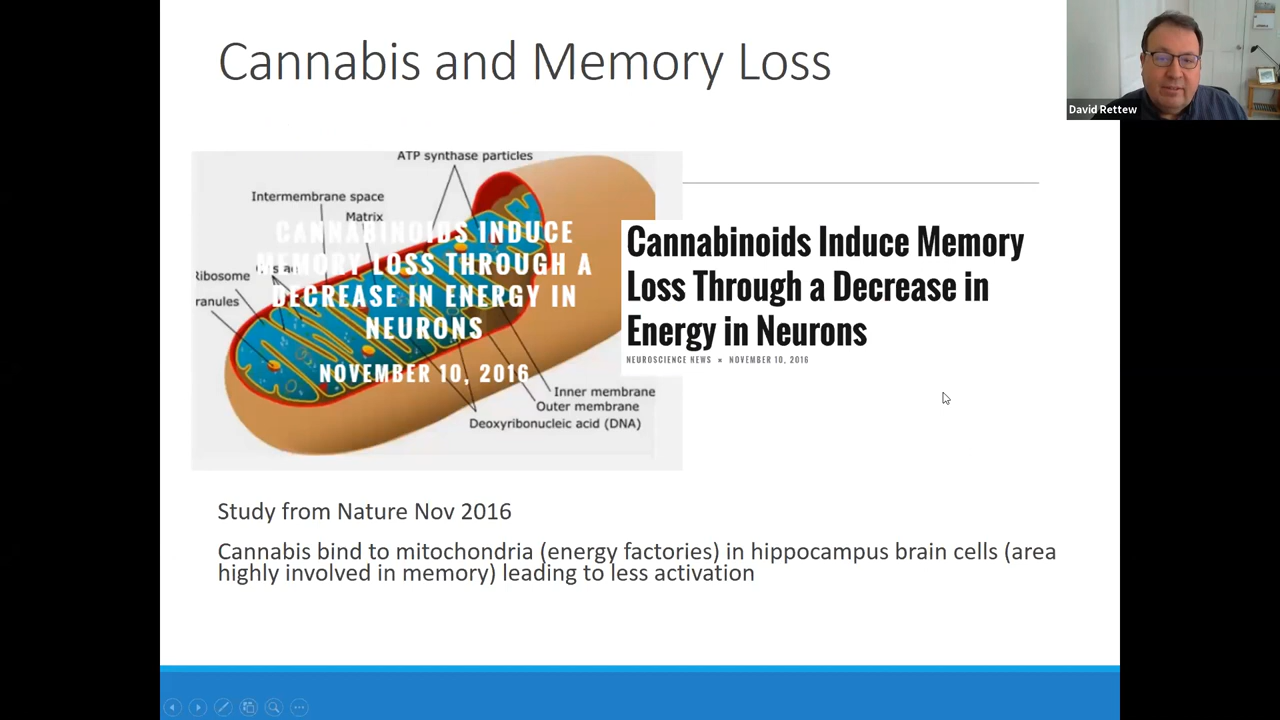 Cannabis and Memory Loss
David Rettew
ATP synthase particles
Intermembrane space
Matrix
Ribosome
ranules
CANNABINOIDS INDUCE
MEMORY LOSS THROUGH A
DECREASE IN ENERGY IN
NEURONS
NOVEMBER 10, 2016
Inner membrane
Outer membrane
Deoxyribonucleic acid (DNA)
Cannabinoids Induce Memory
Loss Through a Decrease in
Energy in Neurons
NEUROSCIENCE NEWS NOVEMBER 10, 2016
Study from Nature Nov 2016
Cannabis bind to mitochondria (energy factories) in hippocampus brain cells (area
highly involved in memory) leading to less activation